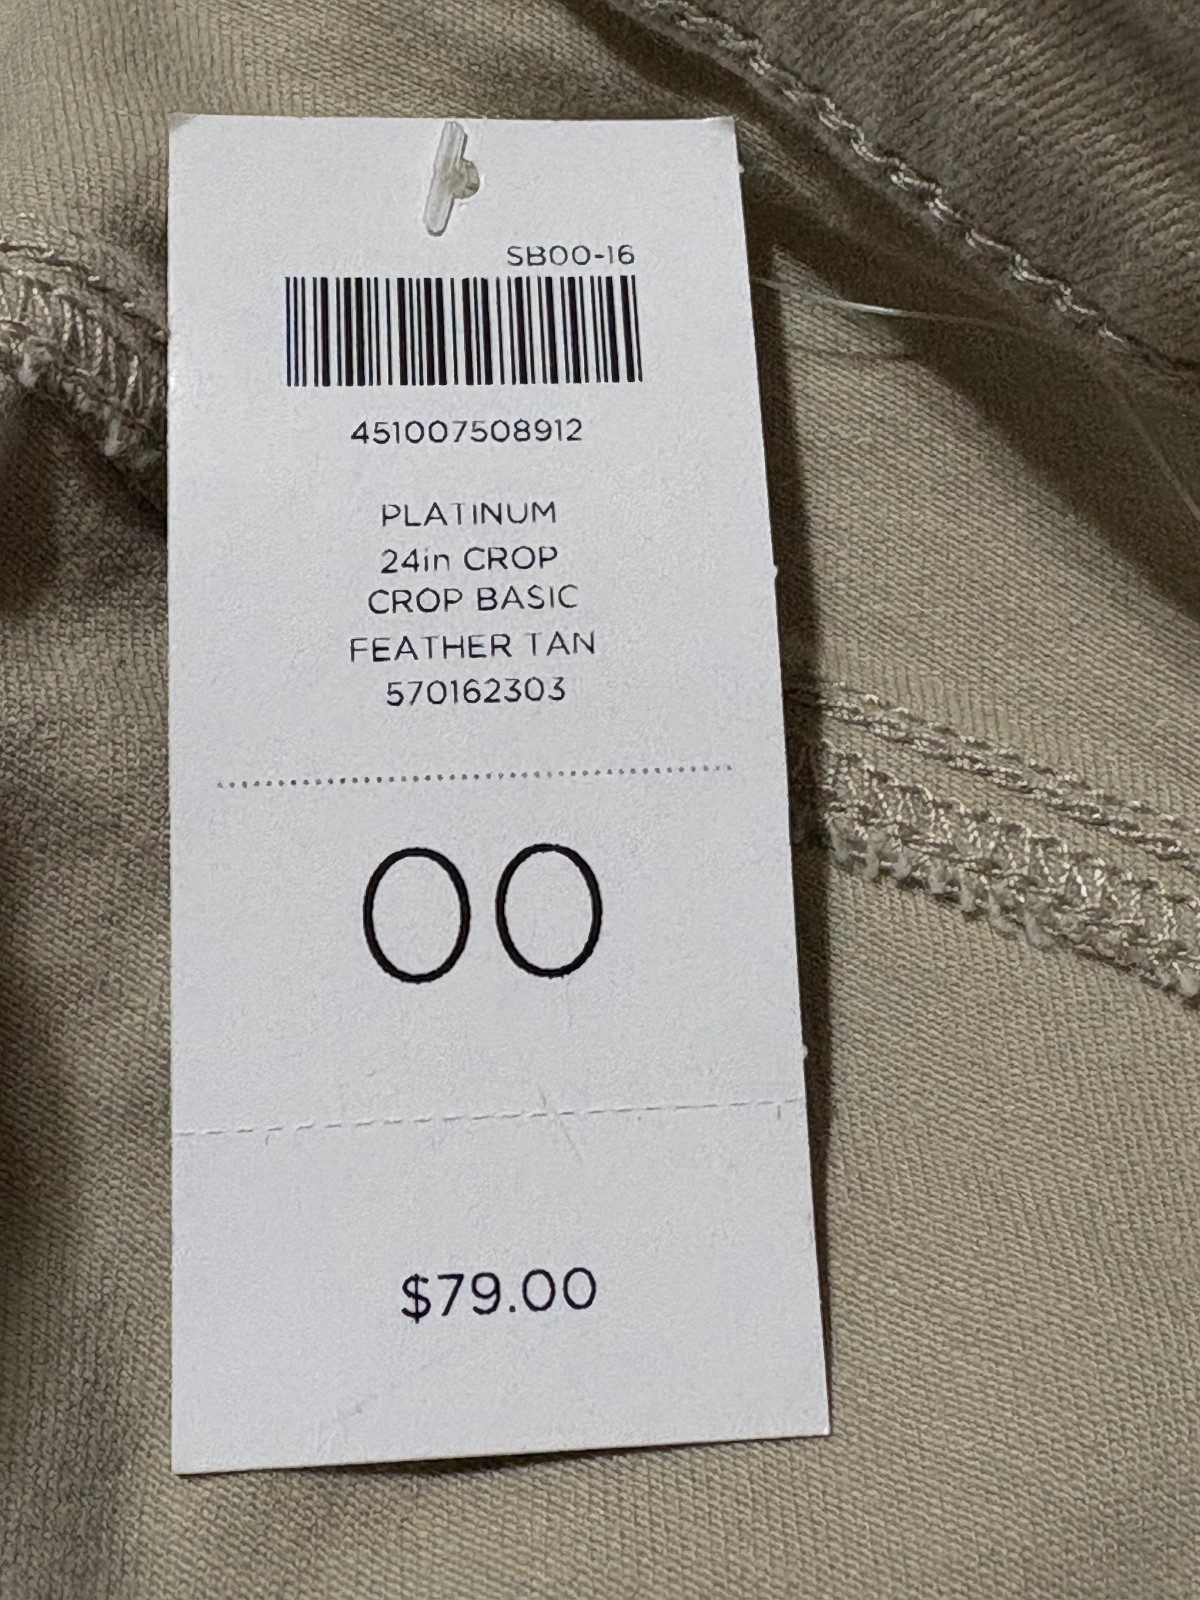 SB00-16
451007508912
PLATINUM
24in CROP
CROP BASIC
FEATHER TAN
570162303
00
$79.00